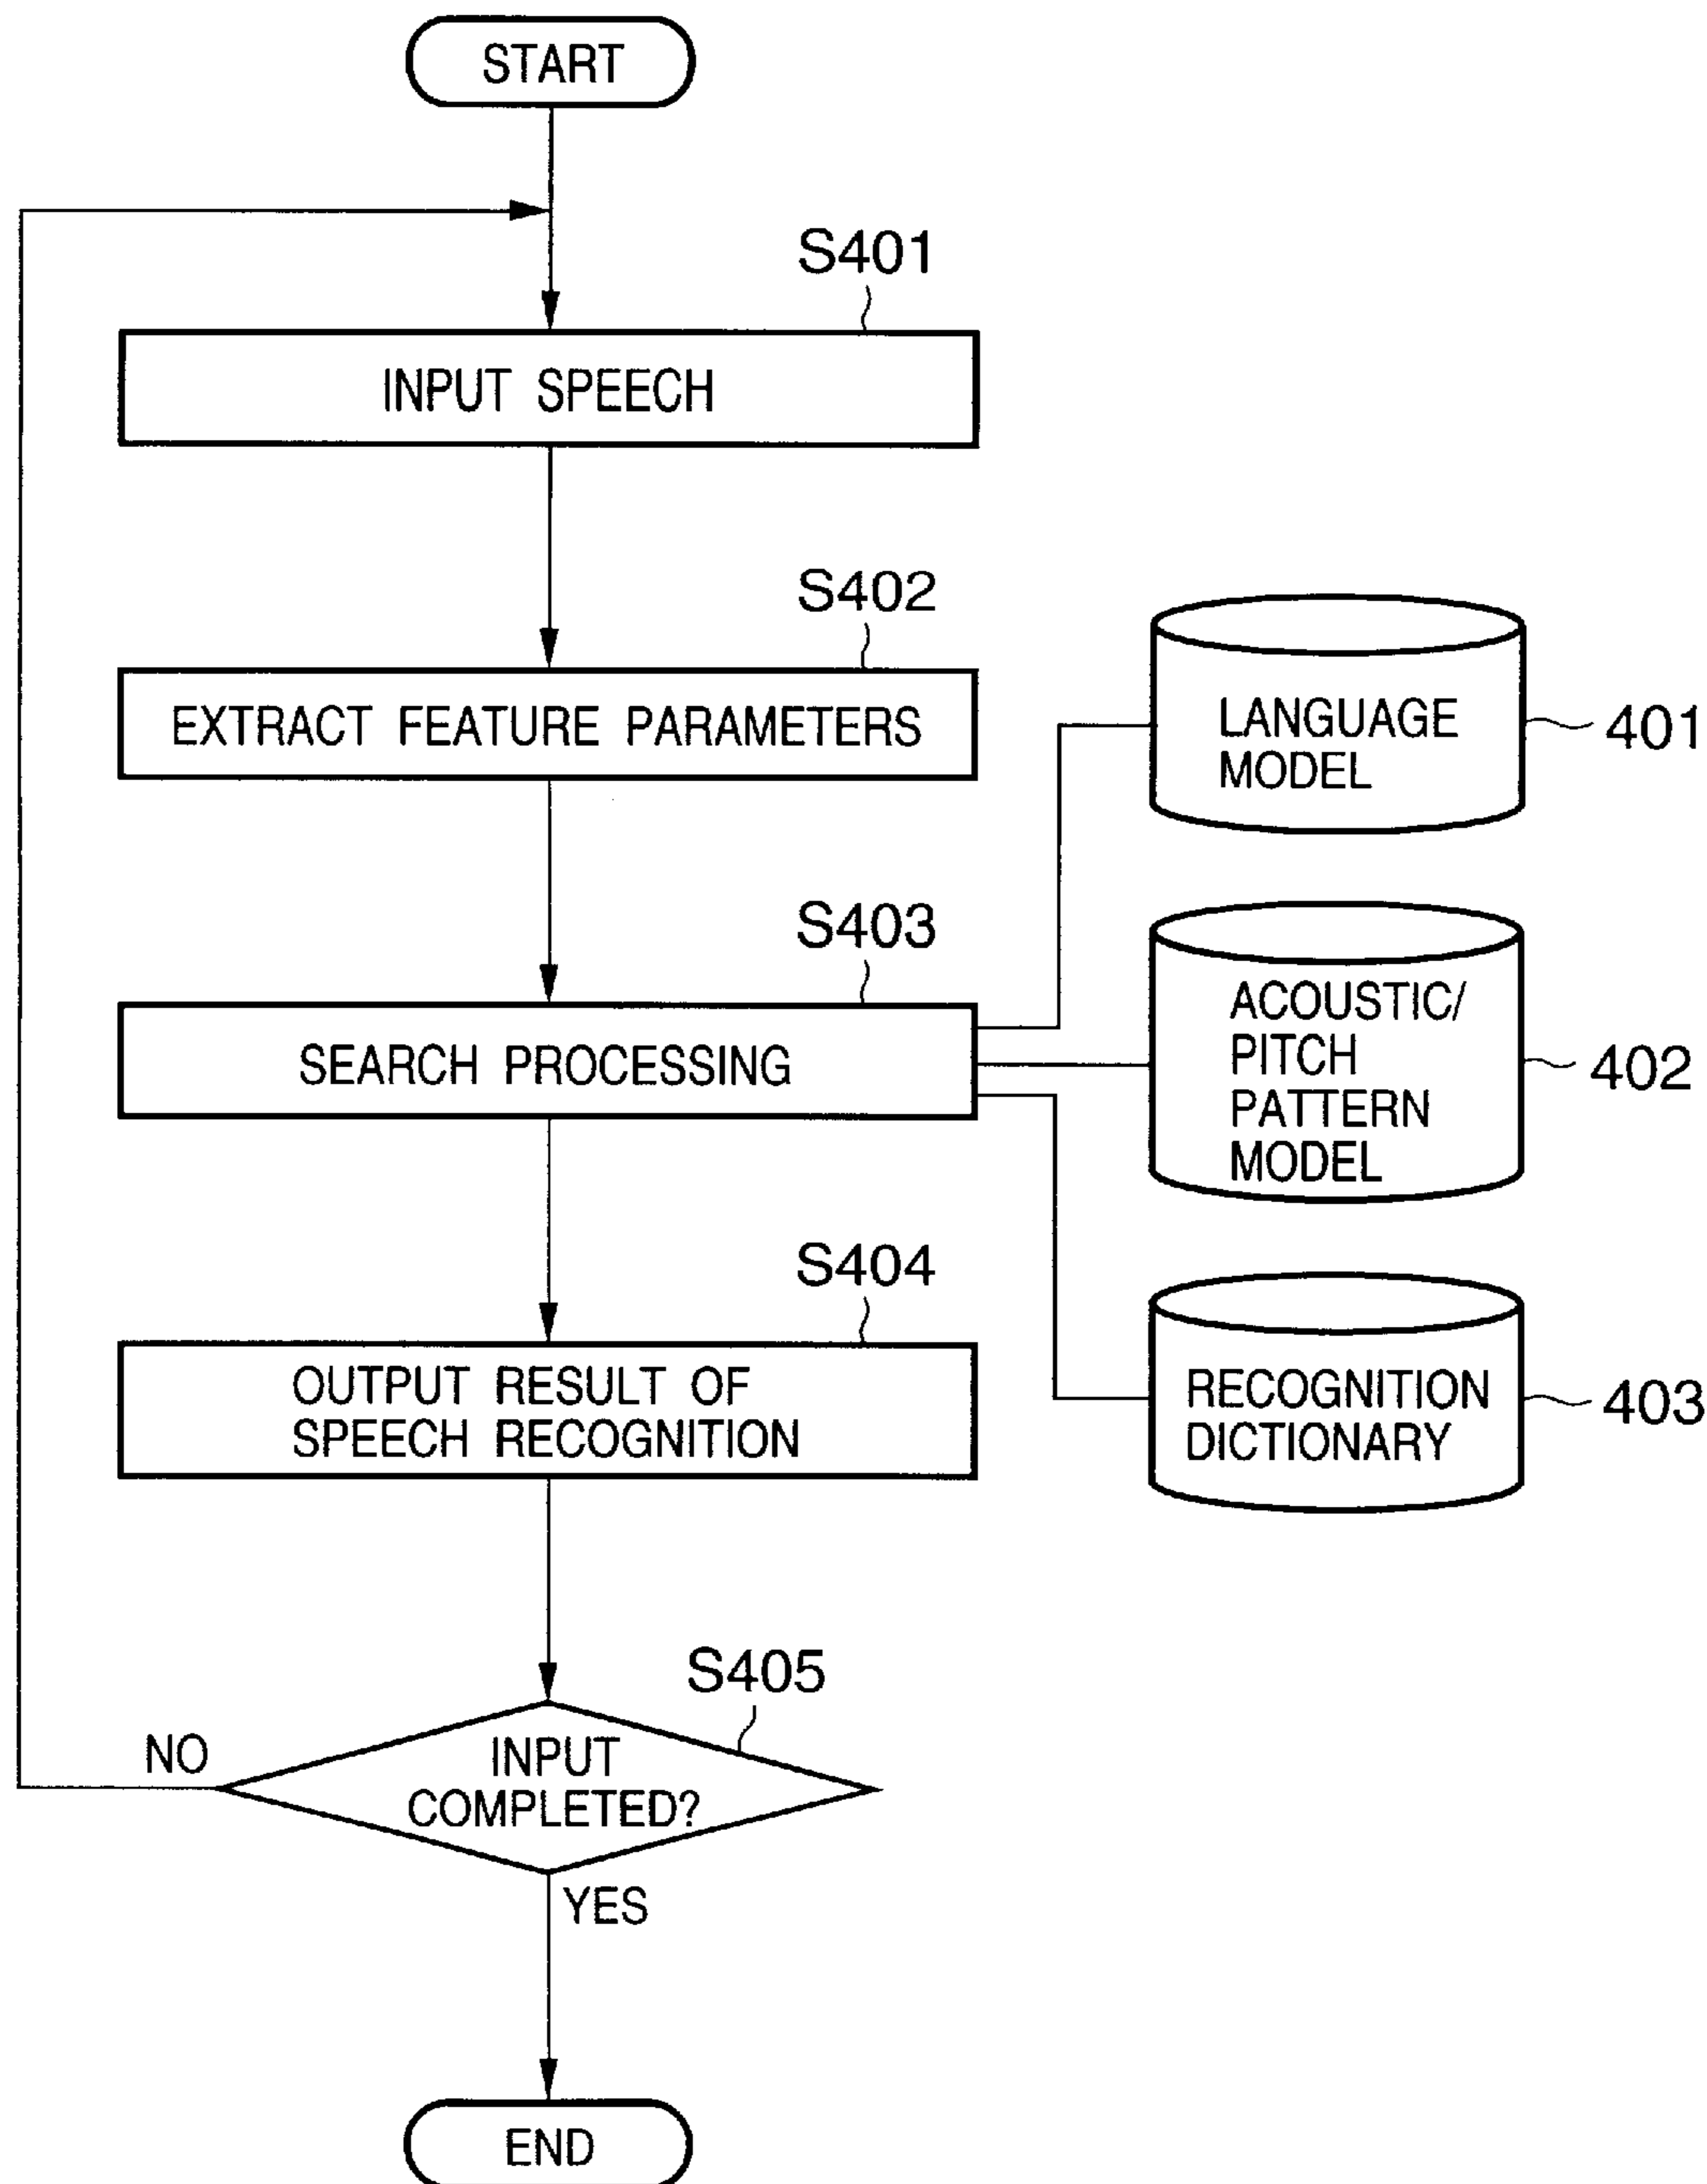 START
S401
INPUT SPEECH
S402
EXTRACT FEATURE PARAMETERS
LANGUAGE
MODEL
401
S403
SEARCH PROCESSING
ACOUSTIC/
PITCH
PATTERN
MODEL
402
S404
OUTPUT RESULT OF
SPEECH RECOGNITION
RECOGNITION
DICTIONARY
403
S405
INPUT
COMPLETED?
NO
YES
END